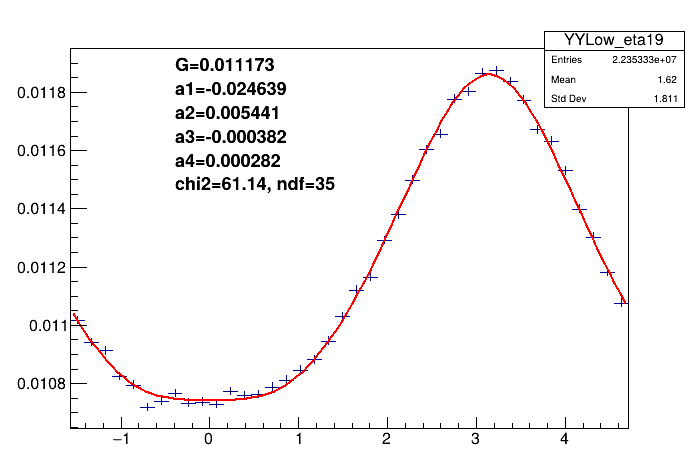 YYLow_eta19
Entries 2.235333e+07
Mean 1.62
Std Dev 1.811
G=0.011173
a1=-0.024639
a2=0.005441
a3=-0.000382
a4=0.000282
chi2=61.14, ndf=35
0.0118
0.0116
0.0114
0.0112
0.011
0.0108
−1 0 1 2 3 4